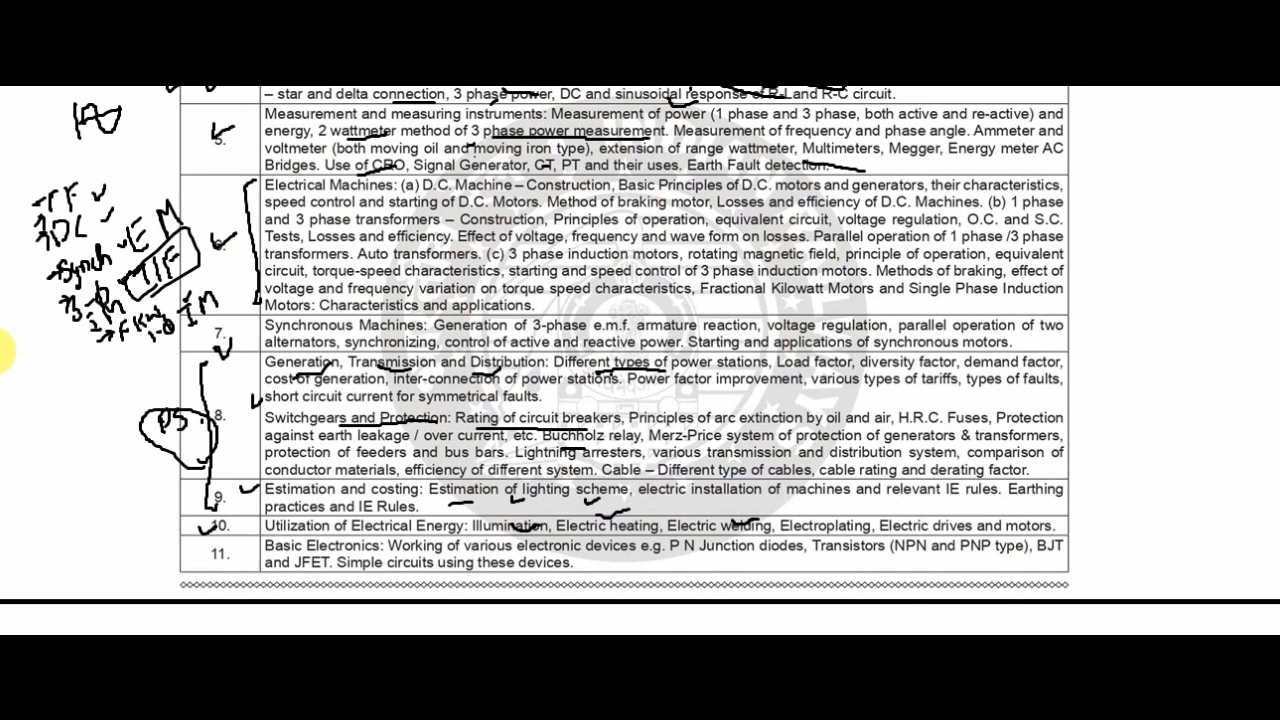 – star and delta connection, 3 phase power, DC and sinusoidal response of R-L and R-C circuit.
5.
Measurement and measuring instruments: Measurement of power (1 phase and 3 phase, both active and re-active) and
energy, 2 wattmeter method of 3 phase power measurement. Measurement of frequency and phase angle. Ammeter and
voltmeter (both moving oil and moving iron type), extension of range wattmeter, Multimeters, Megger, Energy meter AC
Bridges. Use of CRO, Signal Generator, CT, PT and their uses. Earth Fault detection.
6.
Electrical Machines: (a) D.C. Machine – Construction, Basic Principles of D.C. motors and generators, their characteristics,
speed control and starting of D.C. Motors. Method of braking motor, Losses and efficiency of D.C. Machines. (b) 1 phase
and 3 phase transformers – Construction, Principles of operation, equivalent circuit, voltage regulation, O.C. and S.C.
Tests, Losses and efficiency. Effect of voltage, frequency and wave form on losses. Parallel operation of 1 phase /3 phase
transformers. Auto transformers. (c) 3 phase induction motors, rotating magnetic field, principle of operation, equivalent
circuit, torque-speed characteristics, starting and speed control of 3 phase induction motors. Methods of braking, effect of
voltage and frequency variation on torque speed characteristics, Fractional Kilowatt Motors and Single Phase Induction
Motors: Characteristics and applications.
Synch
EM
IM
7.
Synchronous Machines: Generation of 3-phase e.m.f. armature reaction, voltage regulation, parallel operation of two
alternators, synchronizing, control of active and reactive power. Starting and applications of synchronous motors.
8.
Generation, Transmission and Distribution: Different types of power stations, Load factor, diversity factor, demand factor,
cost of generation, inter-connection of power stations. Power factor improvement, various types of tariffs, types of faults,
short circuit current for symmetrical faults.
Switchgears and Protection: Rating of circuit breakers, Principles of arc extinction by oil and air, H.R.C. Fuses, Protection
against earth leakage / over current, etc. Buchholz relay, Merz-Price system of protection of generators & transformers,
protection of feeders and bus bars. Lightning arresters, various transmission and distribution system, comparison of
conductor materials, efficiency of different system. Cable – Different type of cables, cable rating and derating factor.
9.
Estimation and costing: Estimation of lighting scheme, electric installation of machines and relevant IE rules. Earthing
practices and IE Rules.
10.
Utilization of Electrical Energy: Illumination, Electric heating, Electric welding, Electroplating, Electric drives and motors.
11.
Basic Electronics: Working of various electronic devices e.g. P N Junction diodes, Transistors (NPN and PNP type), BJT
and JFET. Simple circuits using these devices.